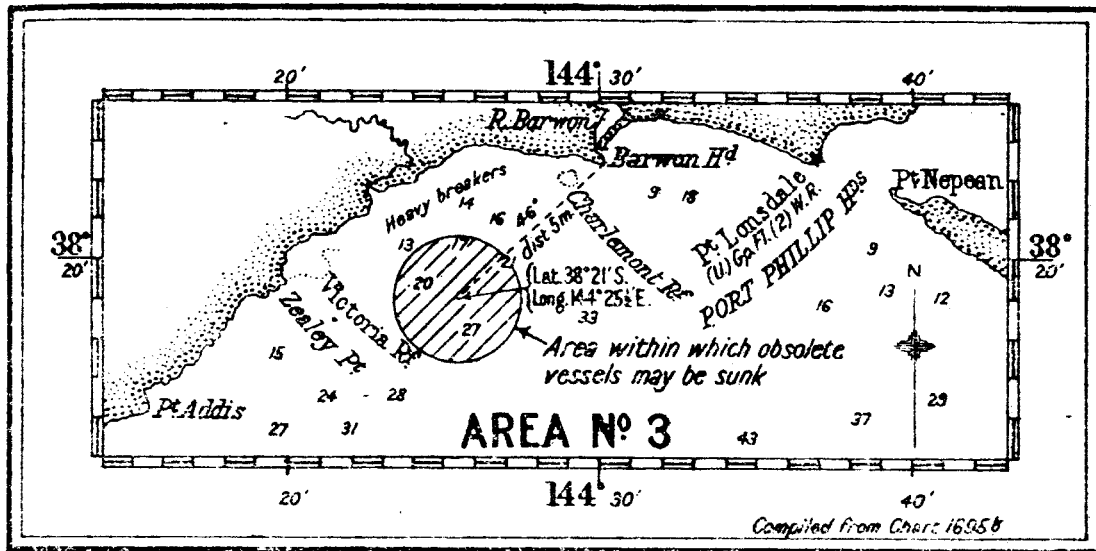 20'
144° 30'
40'
R. Barwon
Barwon Hd
Pt Nepean
Heavy breakers
14
16
46°
dist 5m.
9
18
Charlemont Rf.
Pt Lonsdale
(U.) Gp. Fl. (2) W.R.
PORT PHILLIP Hds
38°
20'
13
17
12
20
27
Lat. 38°21' S.
Long. 144°25½' E.
33
9
13
12
16
N
38°
20'
Victoria Rf.
Zealey Pt.
Area within which obsolete
vessels may be sunk
15
24
28
Pt Addis
27
31
AREA No 3
43
37
29
20'
144° 30'
40'
Compiled from Chart 1695b